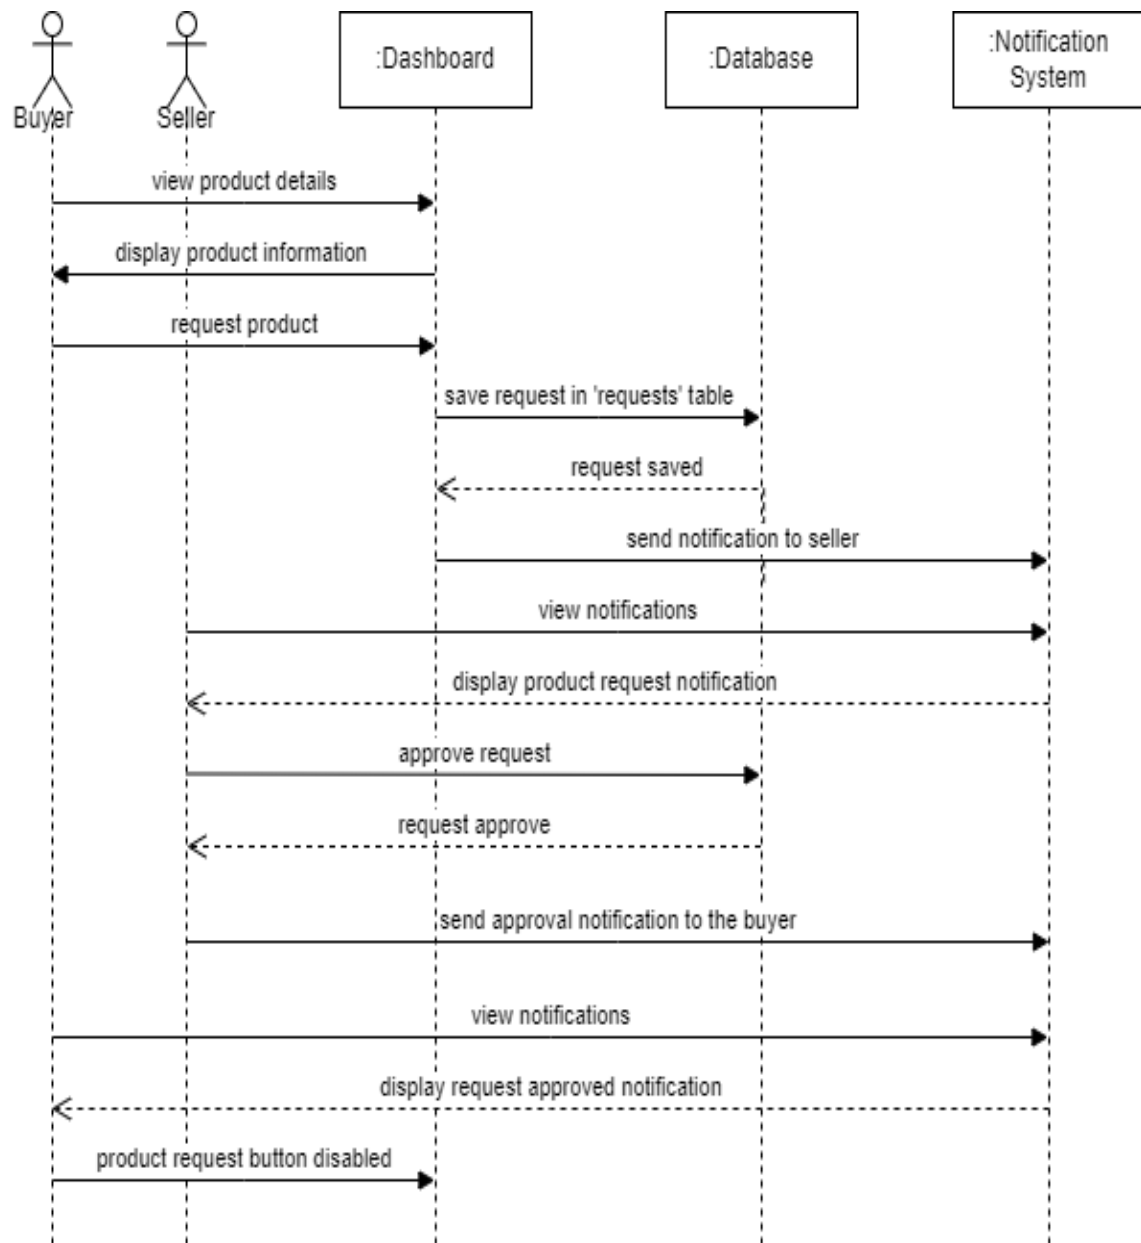 Buyer
Seller
:Dashboard
:Database
:Notification
System
view product details
display product information
request product
save request in 'requests' table
request saved
send notification to seller
view notifications
display product request notification
approve request
request approve
send approval notification to the buyer
view notifications
display request approved notification
product request button disabled